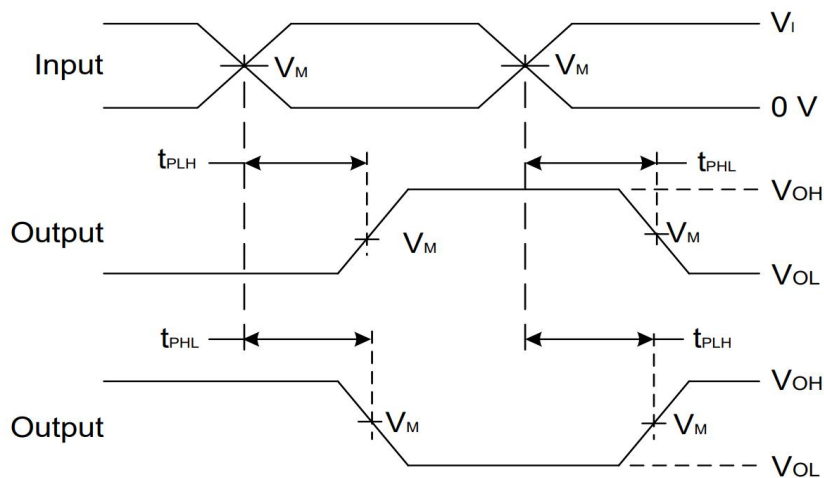 VI
Input
VM
VM
0 V
tPLH
tPHL
VOH
Output
VM
VM
VOL
tPHL
tPLH
VOH
Output
VM
VM
VOL